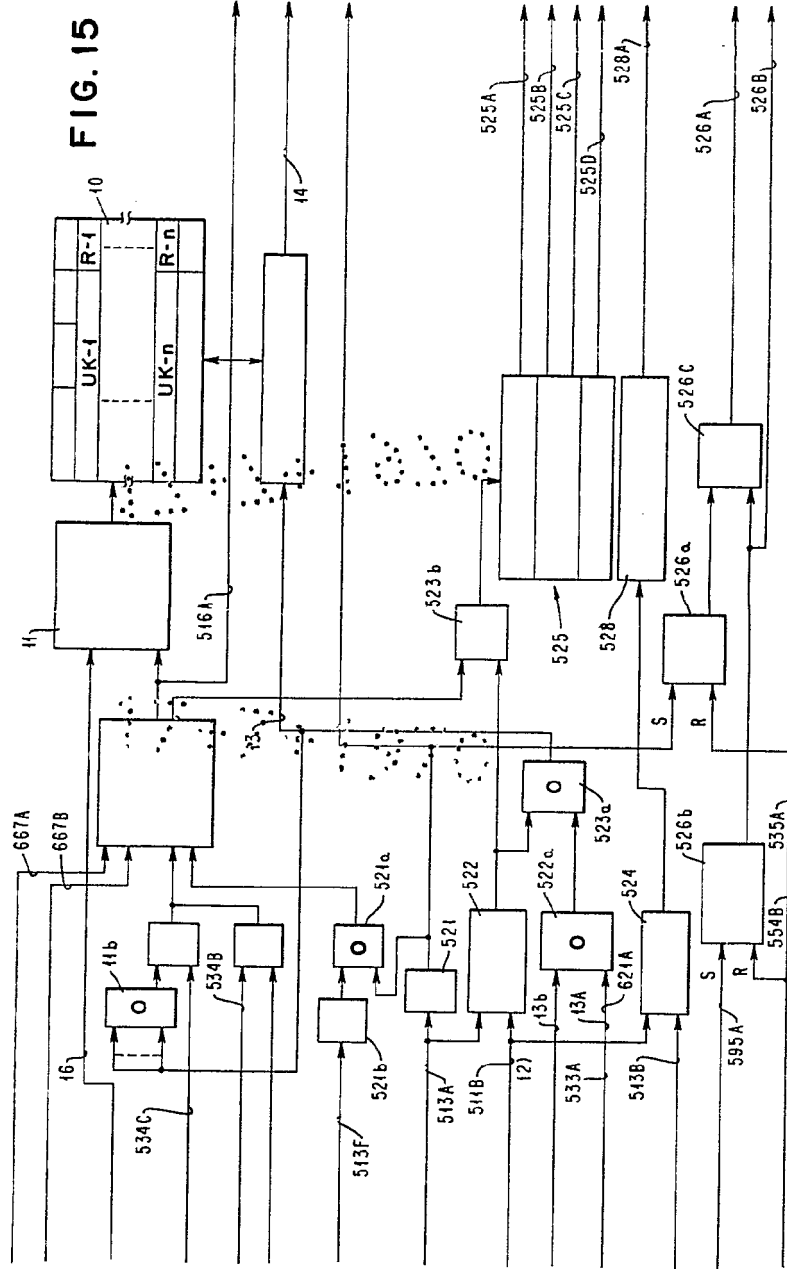 FIG. 15
10
R-1
UK-1
R-n
UK-n
14
11
516A
13
667A
667B
16
11b
O
534C
534B
521a
O
521b
513F
521
513A
522
511B
12)
13b
522a
O
533A
13A
621A
523a
O
523b
524
513B
525
525A
525B
525C
525D
528
528A
526a
S
R
526b
S
R
595A
554B
535A
526C
526A
526B